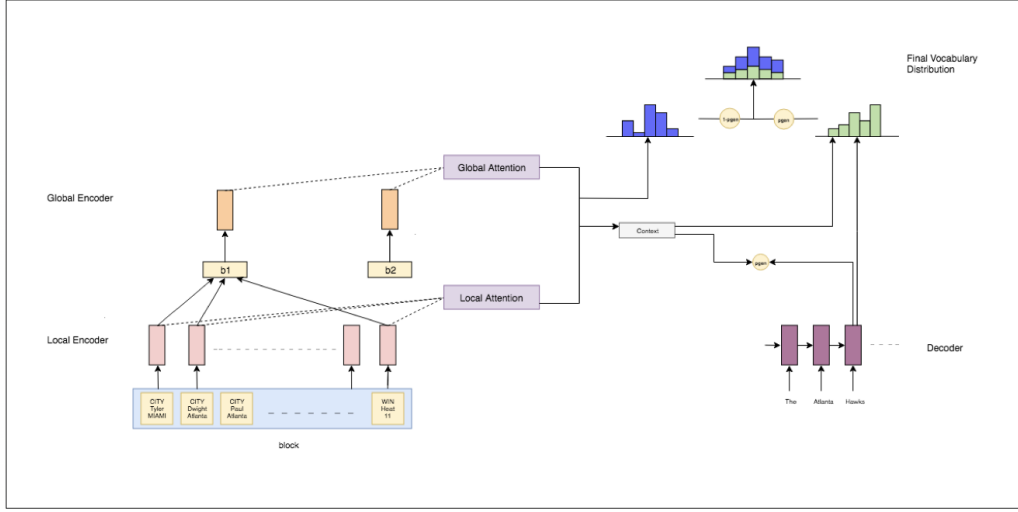 Final Vocabulary
Distribution
1-pgen
pgen
Global Attention
Global Encoder
Context
b1
b2
pgen
Local Attention
Local Encoder
Decoder
CITY
Tyler
MIAMI
CITY
Dwight
Atlanta
CITY
Paul
Atlanta
WIN
Heat
11
The
Atlanta
Hawks
block